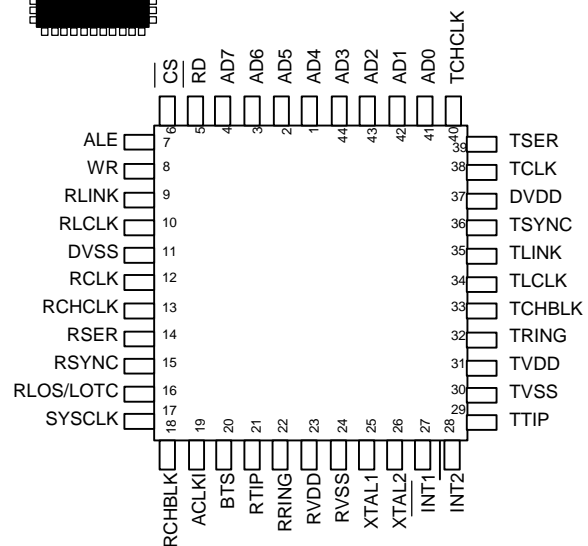 CS RD AD7 AD6 AD5 AD4 AD3 AD2 AD1 AD0 TCHCLK
6 5 4 3 2 1 44 43 42 41 40
ALE 7 39 TSER
WR 8 38 TCLK
RLINK 9 37 DVDD
RLCLK 10 36 TSYNC
DVSS 11 35 TLINK
RCLK 12 34 TLCLK
RCHCLK 13 33 TCHBLK
RSER 14 32 TRING
RSYNC 15 31 TVDD
RLOS/LOTC 16 30 TVSS
SYSCLK 17 29 TTIP
18 19 20 21 22 23 24 25 26 27 28
RCHBLK ACLKI BTS RTIP RRING RVDD RVSS XTAL1 XTAL2 INT1 INT2